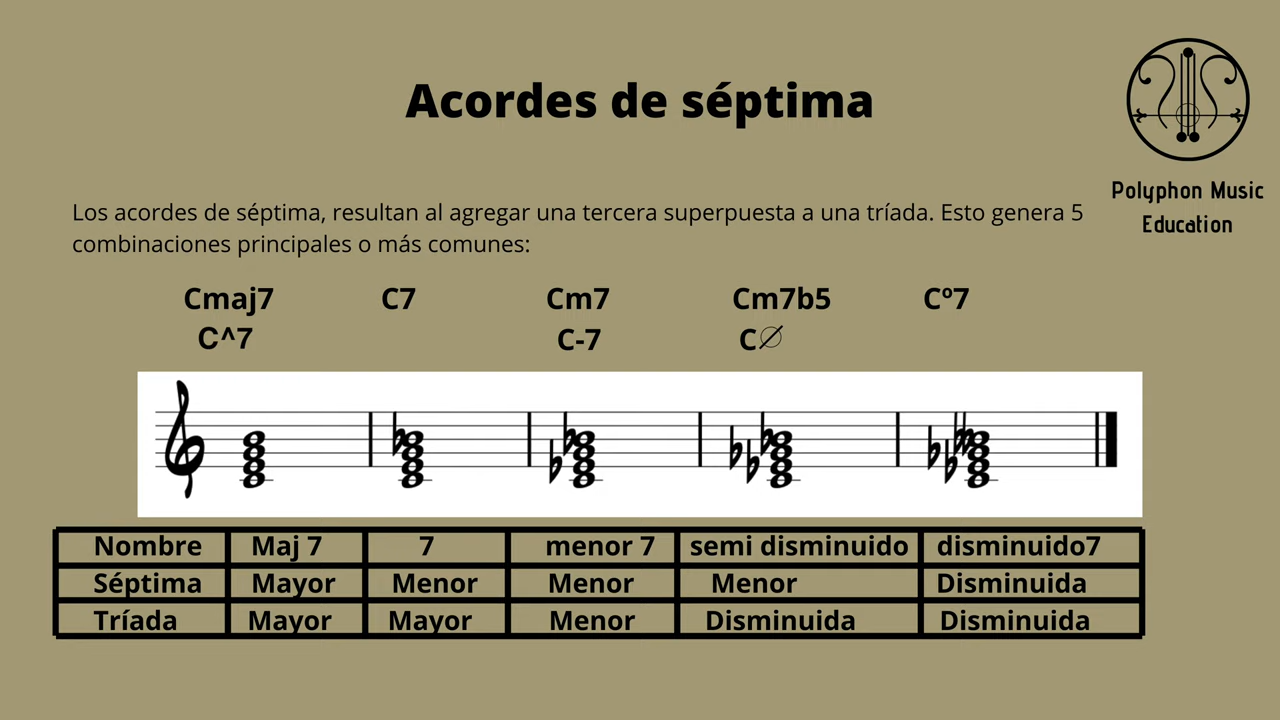 Acordes de séptima
Polyphon Music
Education
Los acordes de séptima, resultan al agregar una tercera superpuesta a una tríada. Esto genera 5
combinaciones principales o más comunes:
Cmaj7 C7 Cm7 Cm7b5 Cº7
C^7 C-7 C∅
Nombre Maj 7 7 menor 7 semi disminuido disminuido7
Séptima Mayor Menor Menor Menor Disminuida
Tríada Mayor Mayor Menor Disminuida Disminuida